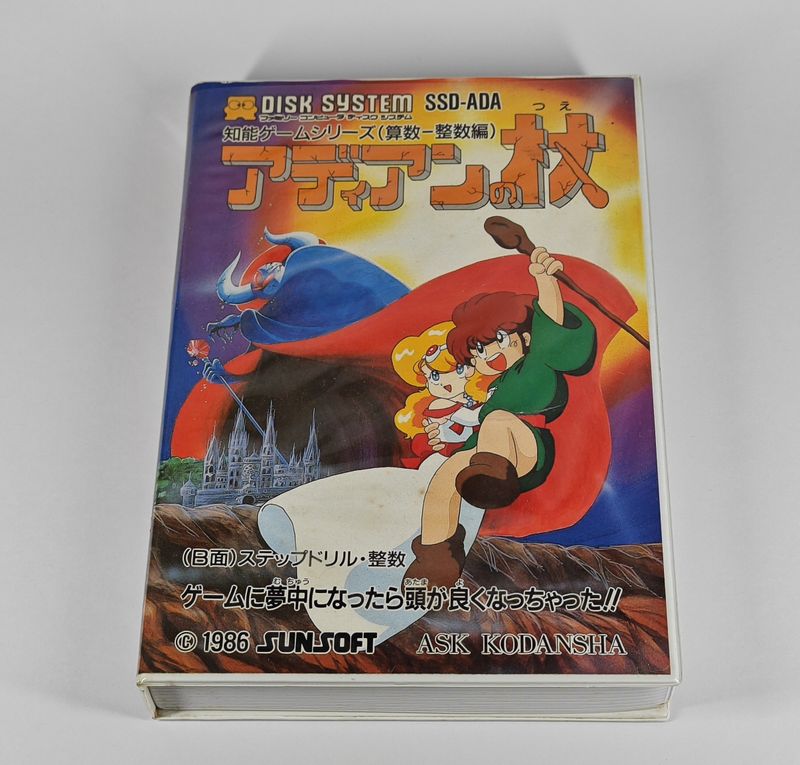 DISK SYSTEM SSD-ADA
ファミリー コンピュータ ディスク システム
知能ゲームシリーズ(算数-整数編)
つえ
アディアンの杖
(B面)ステップドリル・整数
むちゅう あたま よ
ゲームに夢中になったら頭が良くなっちゃった!!
© 1986 SUNSOFT ASK KODANSHA